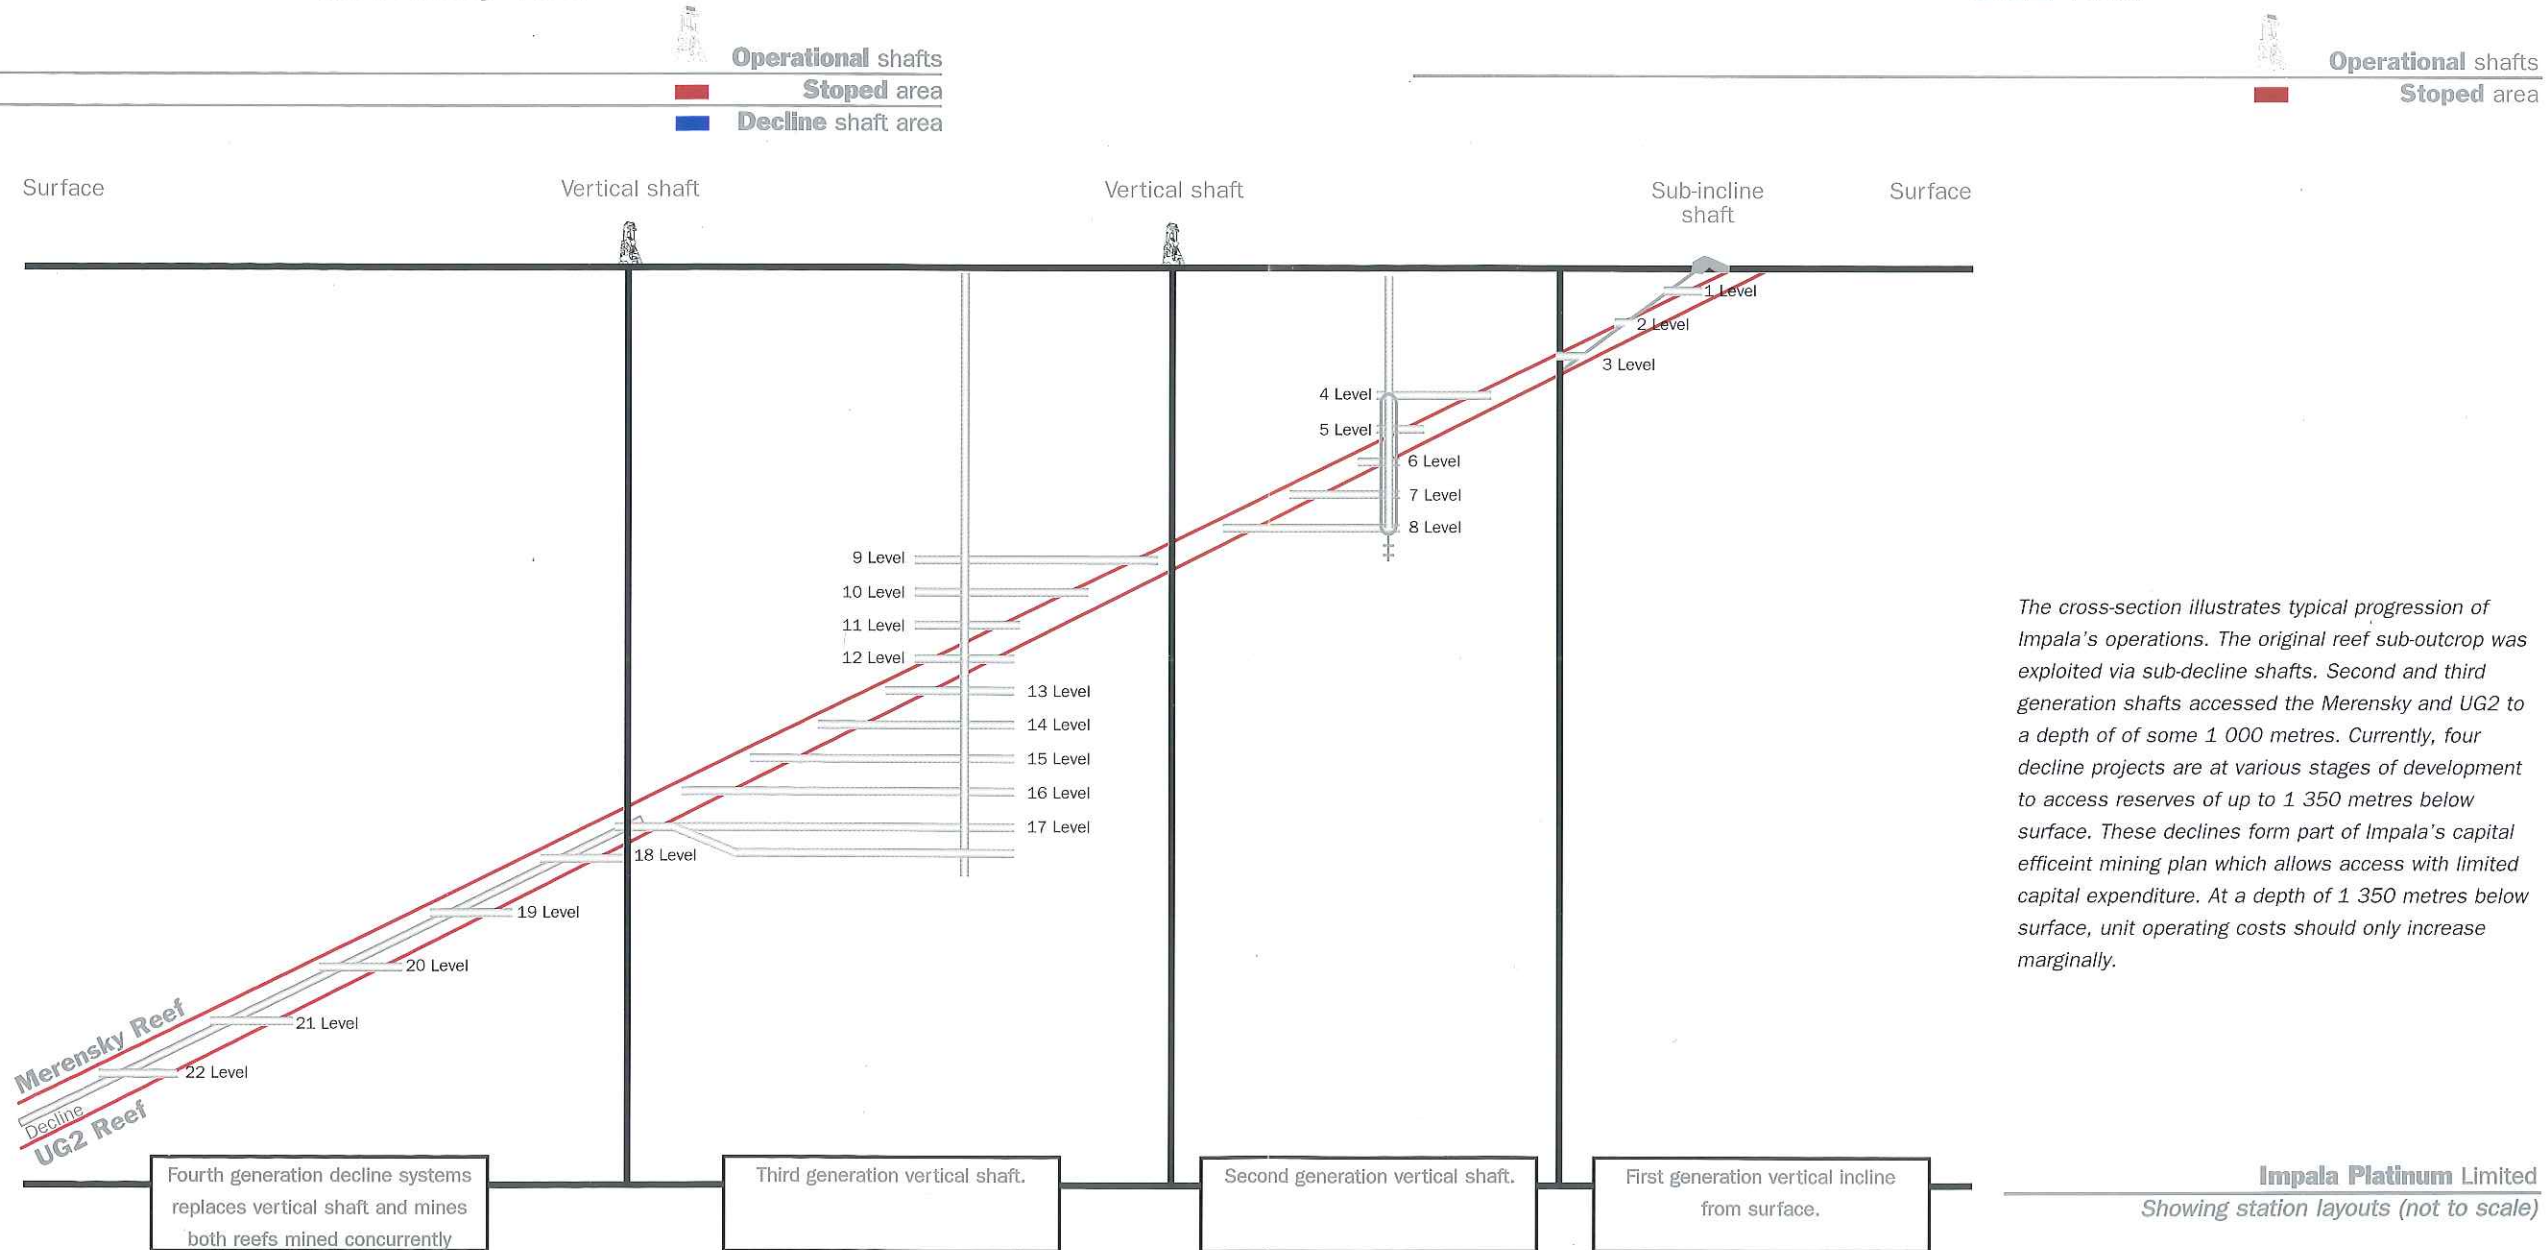 Operational shafts
Stoped area
Decline shaft area
Operational shafts
Stoped area
Surface
Vertical shaft
Vertical shaft
Sub-incline
shaft
Surface
1 Level
2 Level
3 Level
4 Level
5 Level
6 Level
7 Level
8 Level
9 Level
10 Level
11 Level
12 Level
13 Level
14 Level
15 Level
16 Level
17 Level
18 Level
19 Level
20 Level
21 Level
22 Level
Merensky Reef
Decline
UG2 Reef
The cross-section illustrates typical progression of
Impala's operations. The original reef sub-outcrop was
exploited via sub-decline shafts. Second and third
generation shafts accessed the Merensky and UG2 to
a depth of of some 1 000 metres. Currently, four
decline projects are at various stages of development
to access reserves of up to 1 350 metres below
surface. These declines form part of Impala's capital
efficeint mining plan which allows access with limited
capital expenditure. At a depth of 1 350 metres below
surface, unit operating costs should only increase
marginally.
Fourth generation decline systems
replaces vertical shaft and mines
both reefs mined concurrently
Third generation vertical shaft.
Second generation vertical shaft.
First generation vertical incline
from surface.
Impala Platinum Limited
Showing station layouts (not to scale)